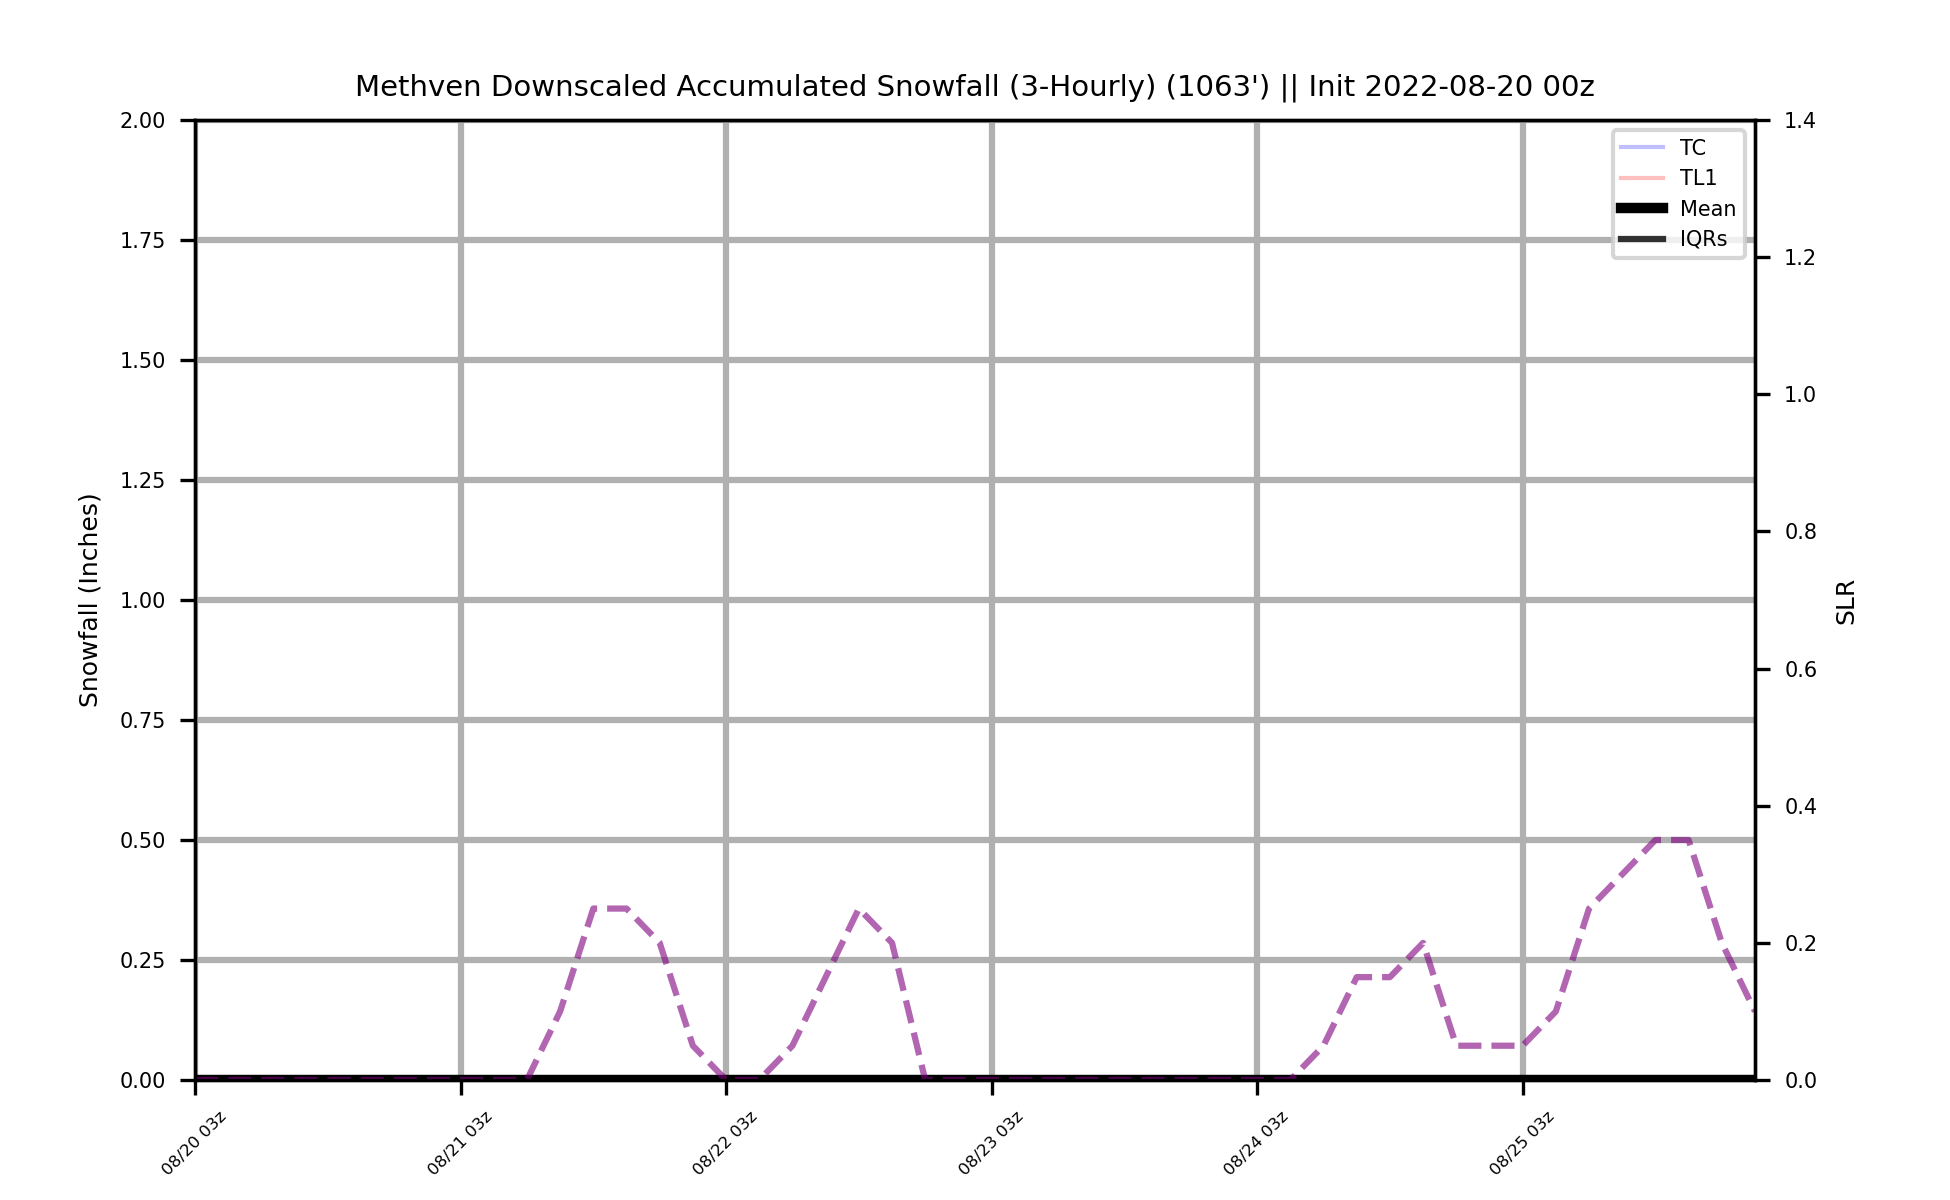 Methven Downscaled Accumulated Snowfall (3-Hourly) (1063') || Init 2022-08-20 00z
2.00
1.75
1.50
1.25
1.00
0.75
0.50
0.25
0.00
Snowfall (Inches)
1.4
1.2
1.0
0.8
0.6
0.4
0.2
0.0
SLR
TC
TL1
Mean
IQRs
08/20 03z
08/21 03z
08/22 03z
08/23 03z
08/24 03z
08/25 03z